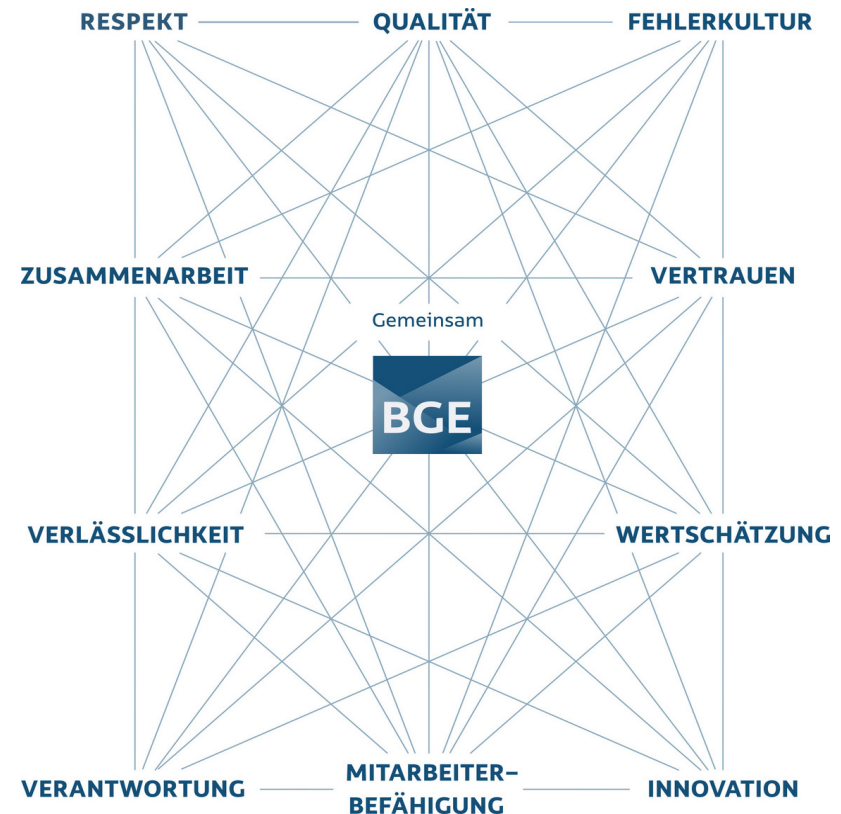 RESPEKT QUALITÄT FEHLERKULTUR
ZUSAMMENARBEIT VERTRAUEN
Gemeinsam
BGE
VERLÄSSLICHKEIT WERTSCHÄTZUNG
VERANTWORTUNG MITARBEITER–
BEFÄHIGUNG INNOVATION